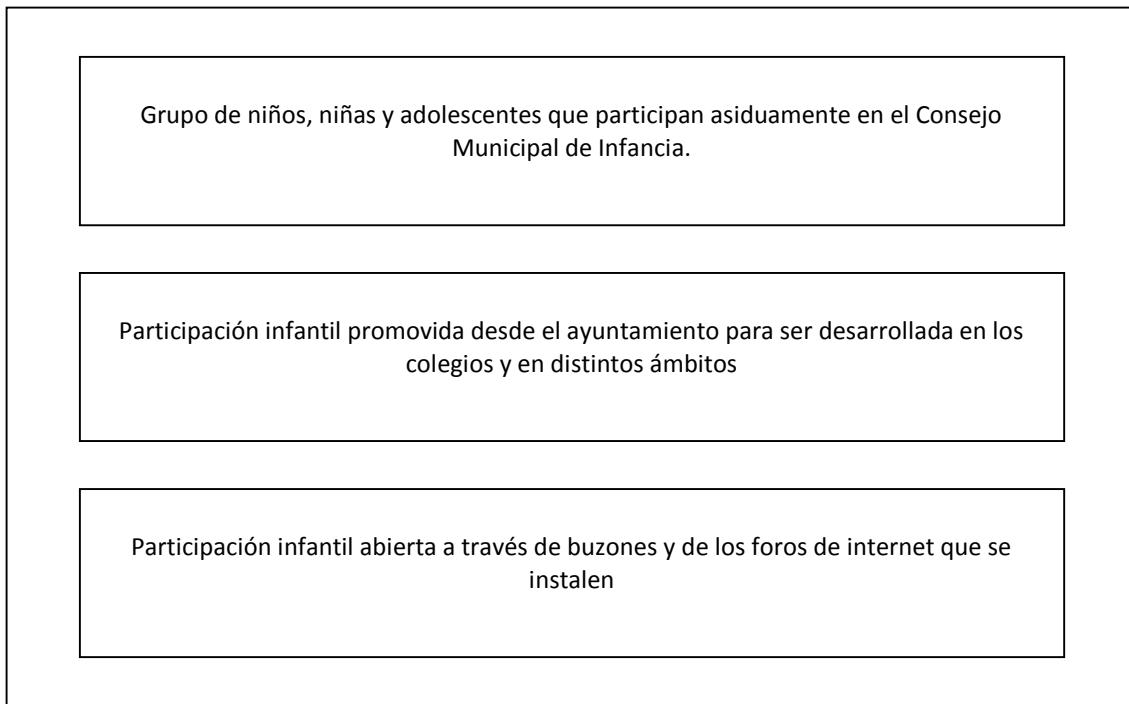 Grupo de niños, niñas y adolescentes que participan asiduamente en el Consejo
Municipal de Infancia.
Participación infantil promovida desde el ayuntamiento para ser desarrollada en los
colegios y en distintos ámbitos
Participación infantil abierta a través de buzones y de los foros de internet que se
instalen